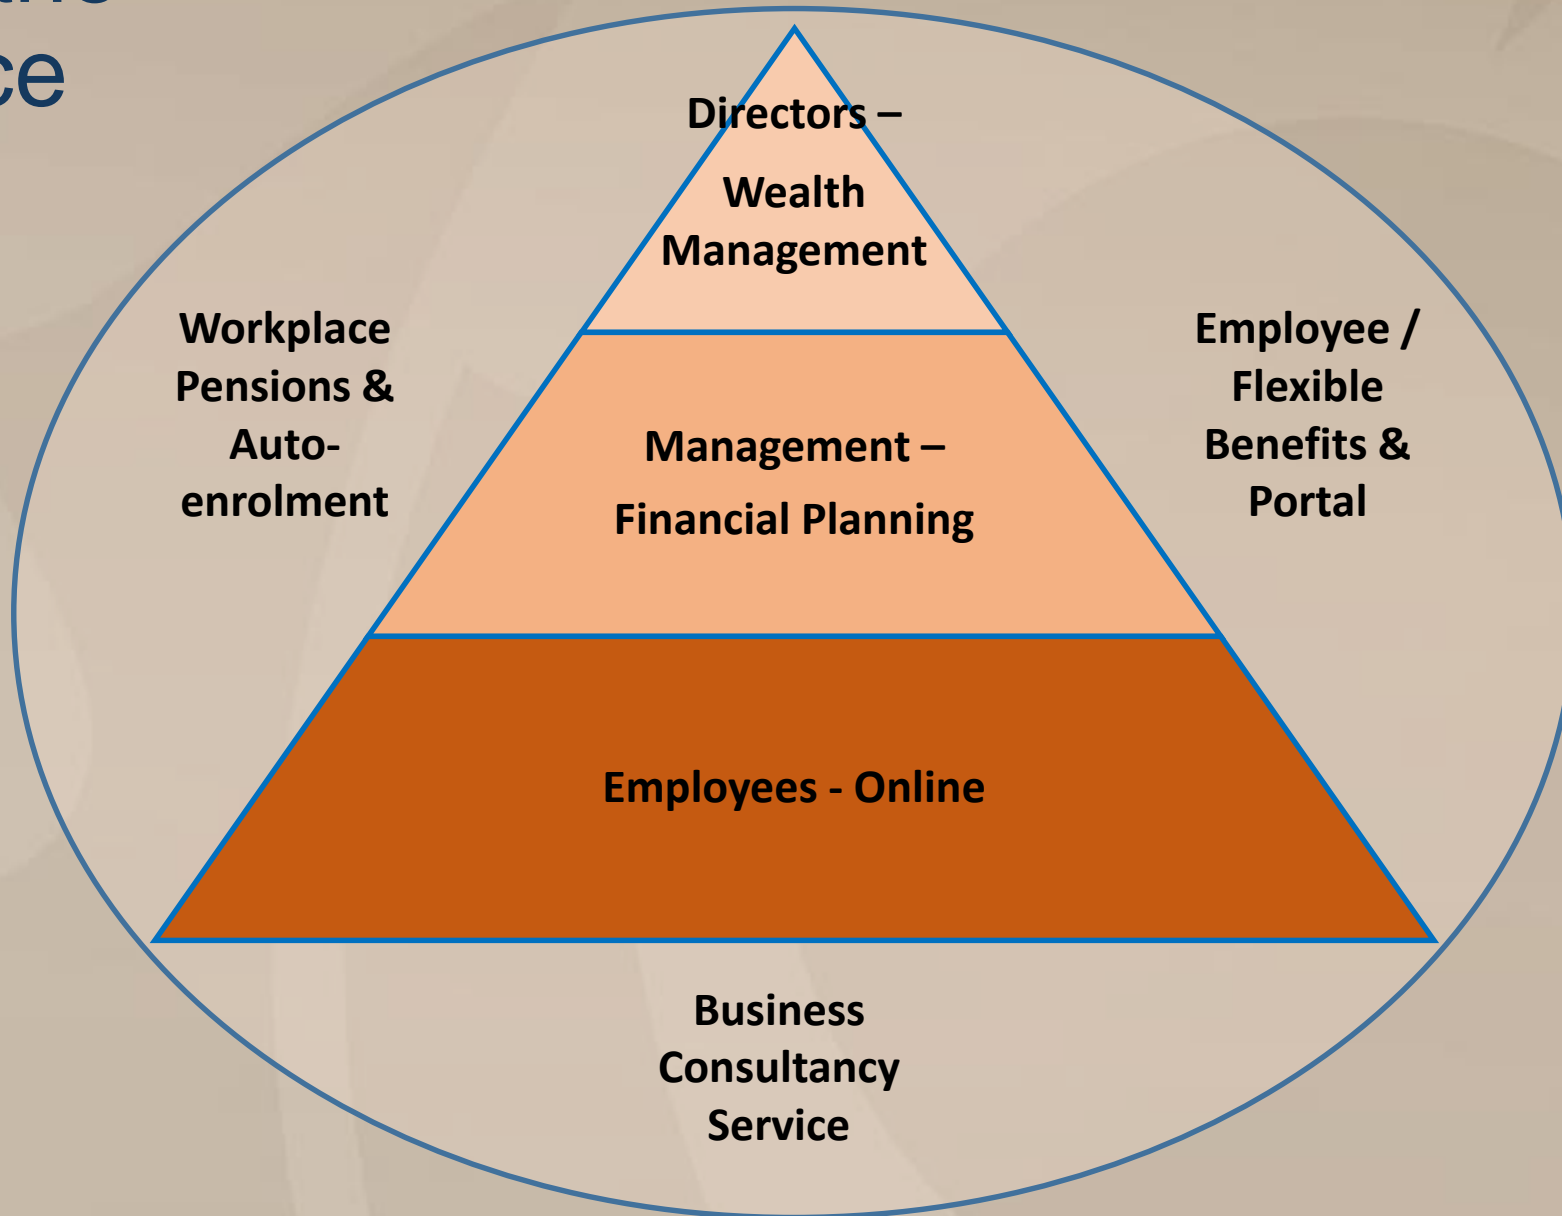 Directors –
Wealth
Management
Workplace
Pensions &
Auto-
enrolment
Employee /
Flexible
Benefits &
Portal
Management –
Financial Planning
Employees - Online
Business
Consultancy
Service